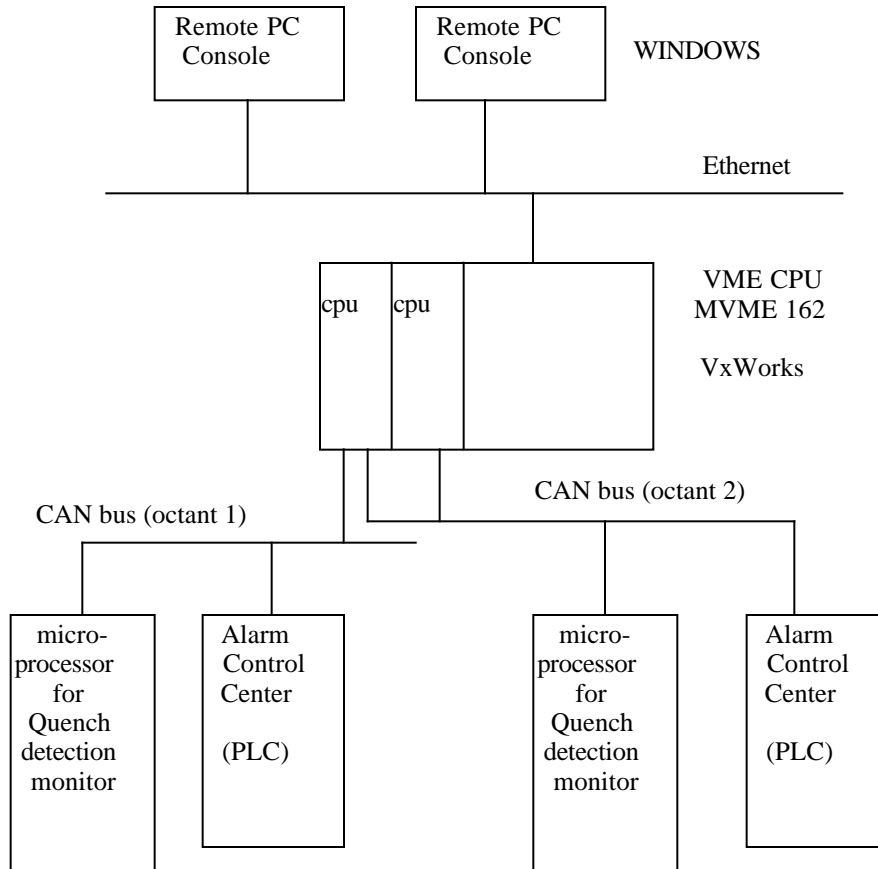 Remote PC
Console
Remote PC
Console
WINDOWS
Ethernet
cpu
cpu
VME CPU
MVME 162
VxWorks
CAN bus (octant 1)
CAN bus (octant 2)
micro-
processor
for
Quench
detection
monitor
Alarm
Control
Center
(PLC)
micro-
processor
for
Quench
detection
monitor
Alarm
Control
Center
(PLC)